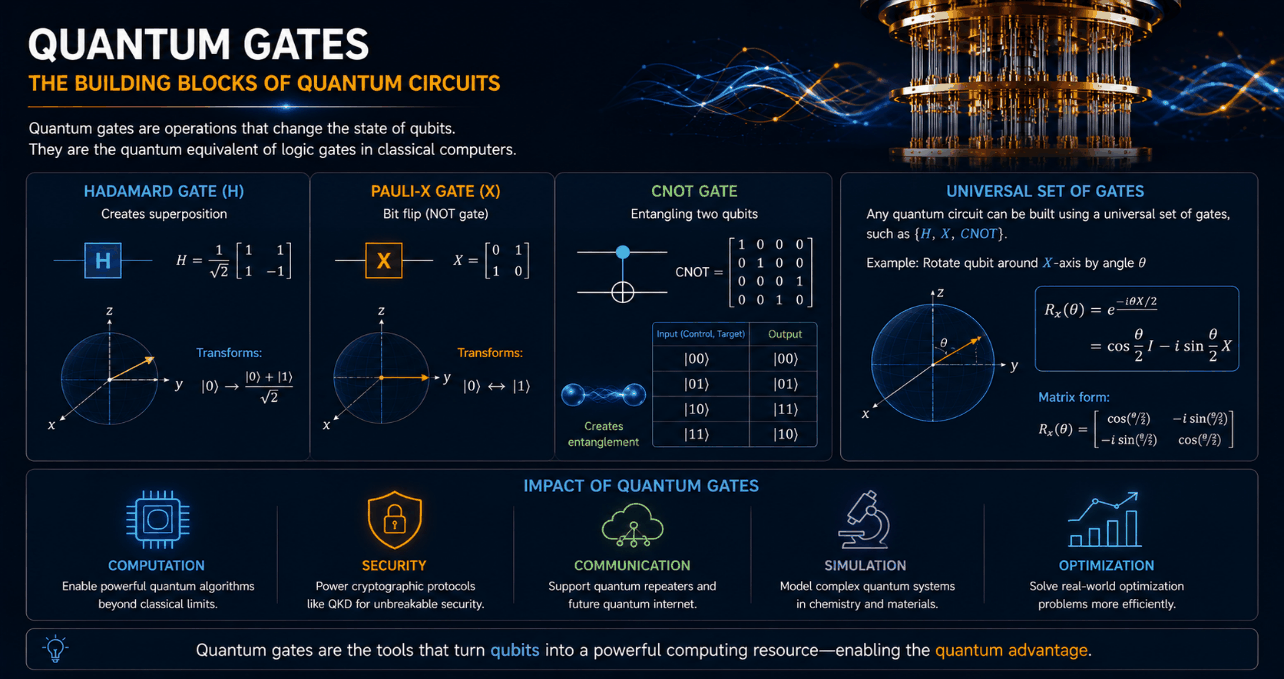 QUANTUM GATES
THE BUILDING BLOCKS OF QUANTUM CIRCUITS
Quantum gates are operations that change the state of qubits.
They are the quantum equivalent of logic gates in classical computers.
HADAMARD GATE (H)
Creates superposition
H
H = 1/√2 [1 1
1 −1]
z
y
x
Transforms:
|0⟩ → (|0⟩ + |1⟩)/√2
PAULI-X GATE (X)
Bit flip (NOT gate)
X
X = [0 1
1 0]
z
y
x
Transforms:
|0⟩ ↔ |1⟩
CNOT GATE
Entangling two qubits
CNOT = [1 0 0 0
0 1 0 0
0 0 0 1
0 0 1 0]
Creates
entanglement
Input (Control, Target) Output
|00⟩ |00⟩
|01⟩ |01⟩
|10⟩ |11⟩
|11⟩ |10⟩
UNIVERSAL SET OF GATES
Any quantum circuit can be built using a universal set of gates,
such as {H, X, CNOT}.
Example: Rotate qubit around X-axis by angle θ
z
θ
y
x
Rₓ(θ) = e^(−iθX/2)
= cos θ/2 I − i sin θ/2 X
Matrix form:
Rₓ(θ) = [cos(θ/2) −i sin(θ/2)
−i sin(θ/2) cos(θ/2)]
IMPACT OF QUANTUM GATES
COMPUTATION
Enable powerful quantum algorithms
beyond classical limits.
SECURITY
Power cryptographic protocols
like QKD for unbreakable security.
COMMUNICATION
Support quantum repeaters and
future quantum internet.
SIMULATION
Model complex quantum systems
in chemistry and materials.
OPTIMIZATION
Solve real-world optimization
problems more efficiently.
Quantum gates are the tools that turn qubits into a powerful computing resource—enabling the quantum advantage.